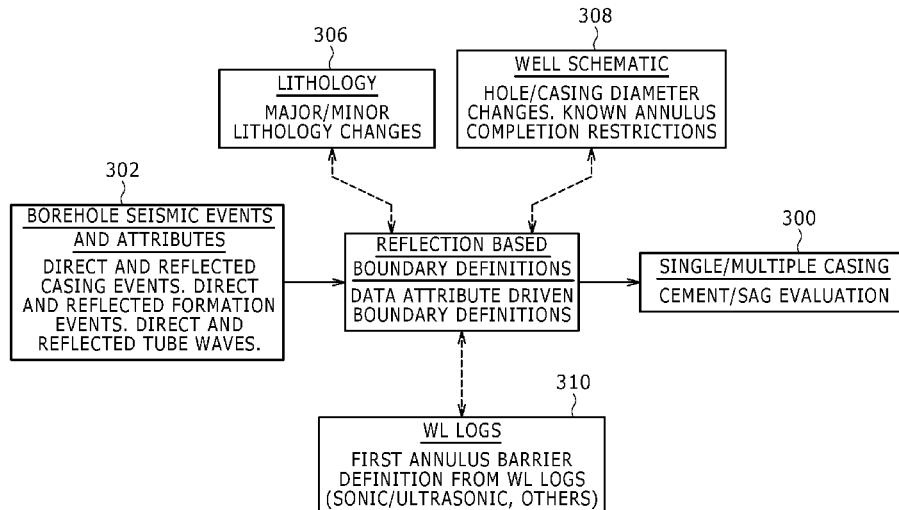 306
LITHOLOGY
MAJOR/MINOR
LITHOLOGY CHANGES
308
WELL SCHEMATIC
HOLE/CASING DIAMETER
CHANGES. KNOWN ANNULUS
COMPLETION RESTRICTIONS
302
BOREHOLE SEISMIC EVENTS
AND ATTRIBUTES
DIRECT AND REFLECTED
CASING EVENTS. DIRECT
AND REFLECTED FORMATION
EVENTS. DIRECT AND
REFLECTED TUBE WAVES.
REFLECTION BASED
BOUNDARY DEFINITIONS
DATA ATTRIBUTE DRIVEN
BOUNDARY DEFINITIONS
300
SINGLE/MULTIPLE CASING
CEMENT/SAG EVALUATION
310
WL LOGS
FIRST ANNULUS BARRIER
DEFINITION FROM WL LOGS
(SONIC/ULTRASONIC, OTHERS)